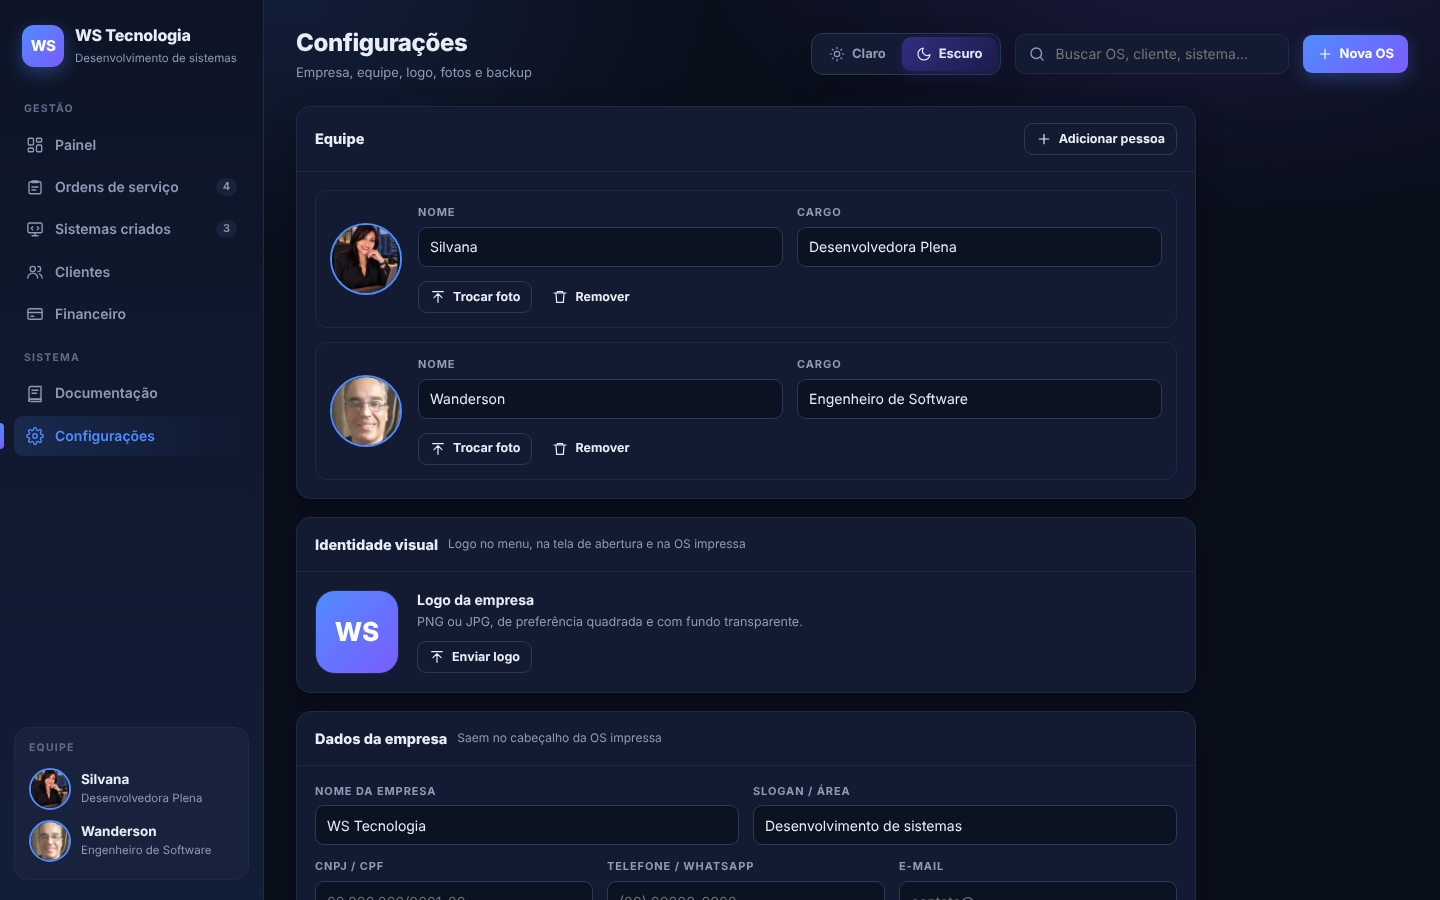 WS
WS Tecnologia
Desenvolvimento de sistemas
GESTÃO
Painel
Ordens de serviço 4
Sistemas criados 3
Clientes
Financeiro
SISTEMA
Documentação
Configurações
EQUIPE
Silvana
Desenvolvedora Plena
Wanderson
Engenheiro de Software
Configurações
Empresa, equipe, logo, fotos e backup
Claro
Escuro
Buscar OS, cliente, sistema...
Nova OS
Equipe
Adicionar pessoa
NOME
CARGO
Silvana
Desenvolvedora Plena
Trocar foto
Remover
NOME
CARGO
Wanderson
Engenheiro de Software
Trocar foto
Remover
Identidade visual
Logo no menu, na tela de abertura e na OS impressa
WS
Logo da empresa
PNG ou JPG, de preferência quadrada e com fundo transparente.
Enviar logo
Dados da empresa
Saem no cabeçalho da OS impressa
NOME DA EMPRESA
SLOGAN / ÁREA
WS Tecnologia
Desenvolvimento de sistemas
CNPJ / CPF
TELEFONE / WHATSAPP
E-MAIL